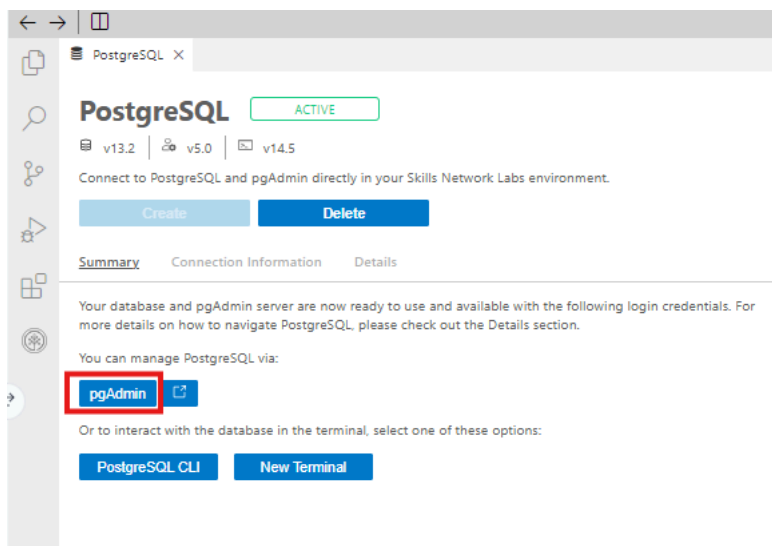 PostgreSQL
PostgreSQL ACTIVE
v13.2 v5.0 v14.5
Connect to PostgreSQL and pgAdmin directly in your Skills Network Labs environment.
Create Delete
Summary Connection Information Details
Your database and pgAdmin server are now ready to use and available with the following login credentials. For
more details on how to navigate PostgreSQL, please check out the Details section.
You can manage PostgreSQL via:
pgAdmin
Or to interact with the database in the terminal, select one of these options:
PostgreSQL CLI New Terminal